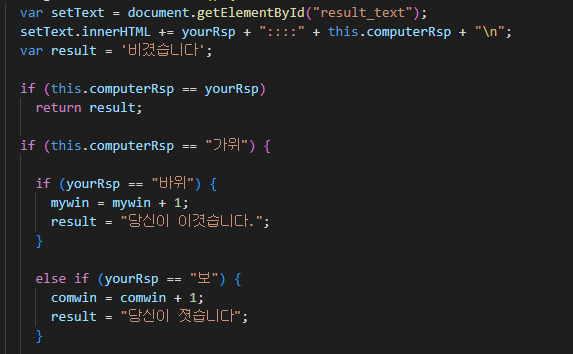 var setText = document.getElementById("result_text");
setText.innerHTML += yourRsp + "::::" + this.computerRsp + "\n";
var result = '비겼습니다';
if (this.computerRsp == yourRsp)
return result;
if (this.computerRsp == "가위") {
if (yourRsp == "바위") {
mywin = mywin + 1;
result = "당신이 이겻습니다.";
}
else if (yourRsp == "보") {
comwin = comwin + 1;
result = "당신이 졋습니다";
}